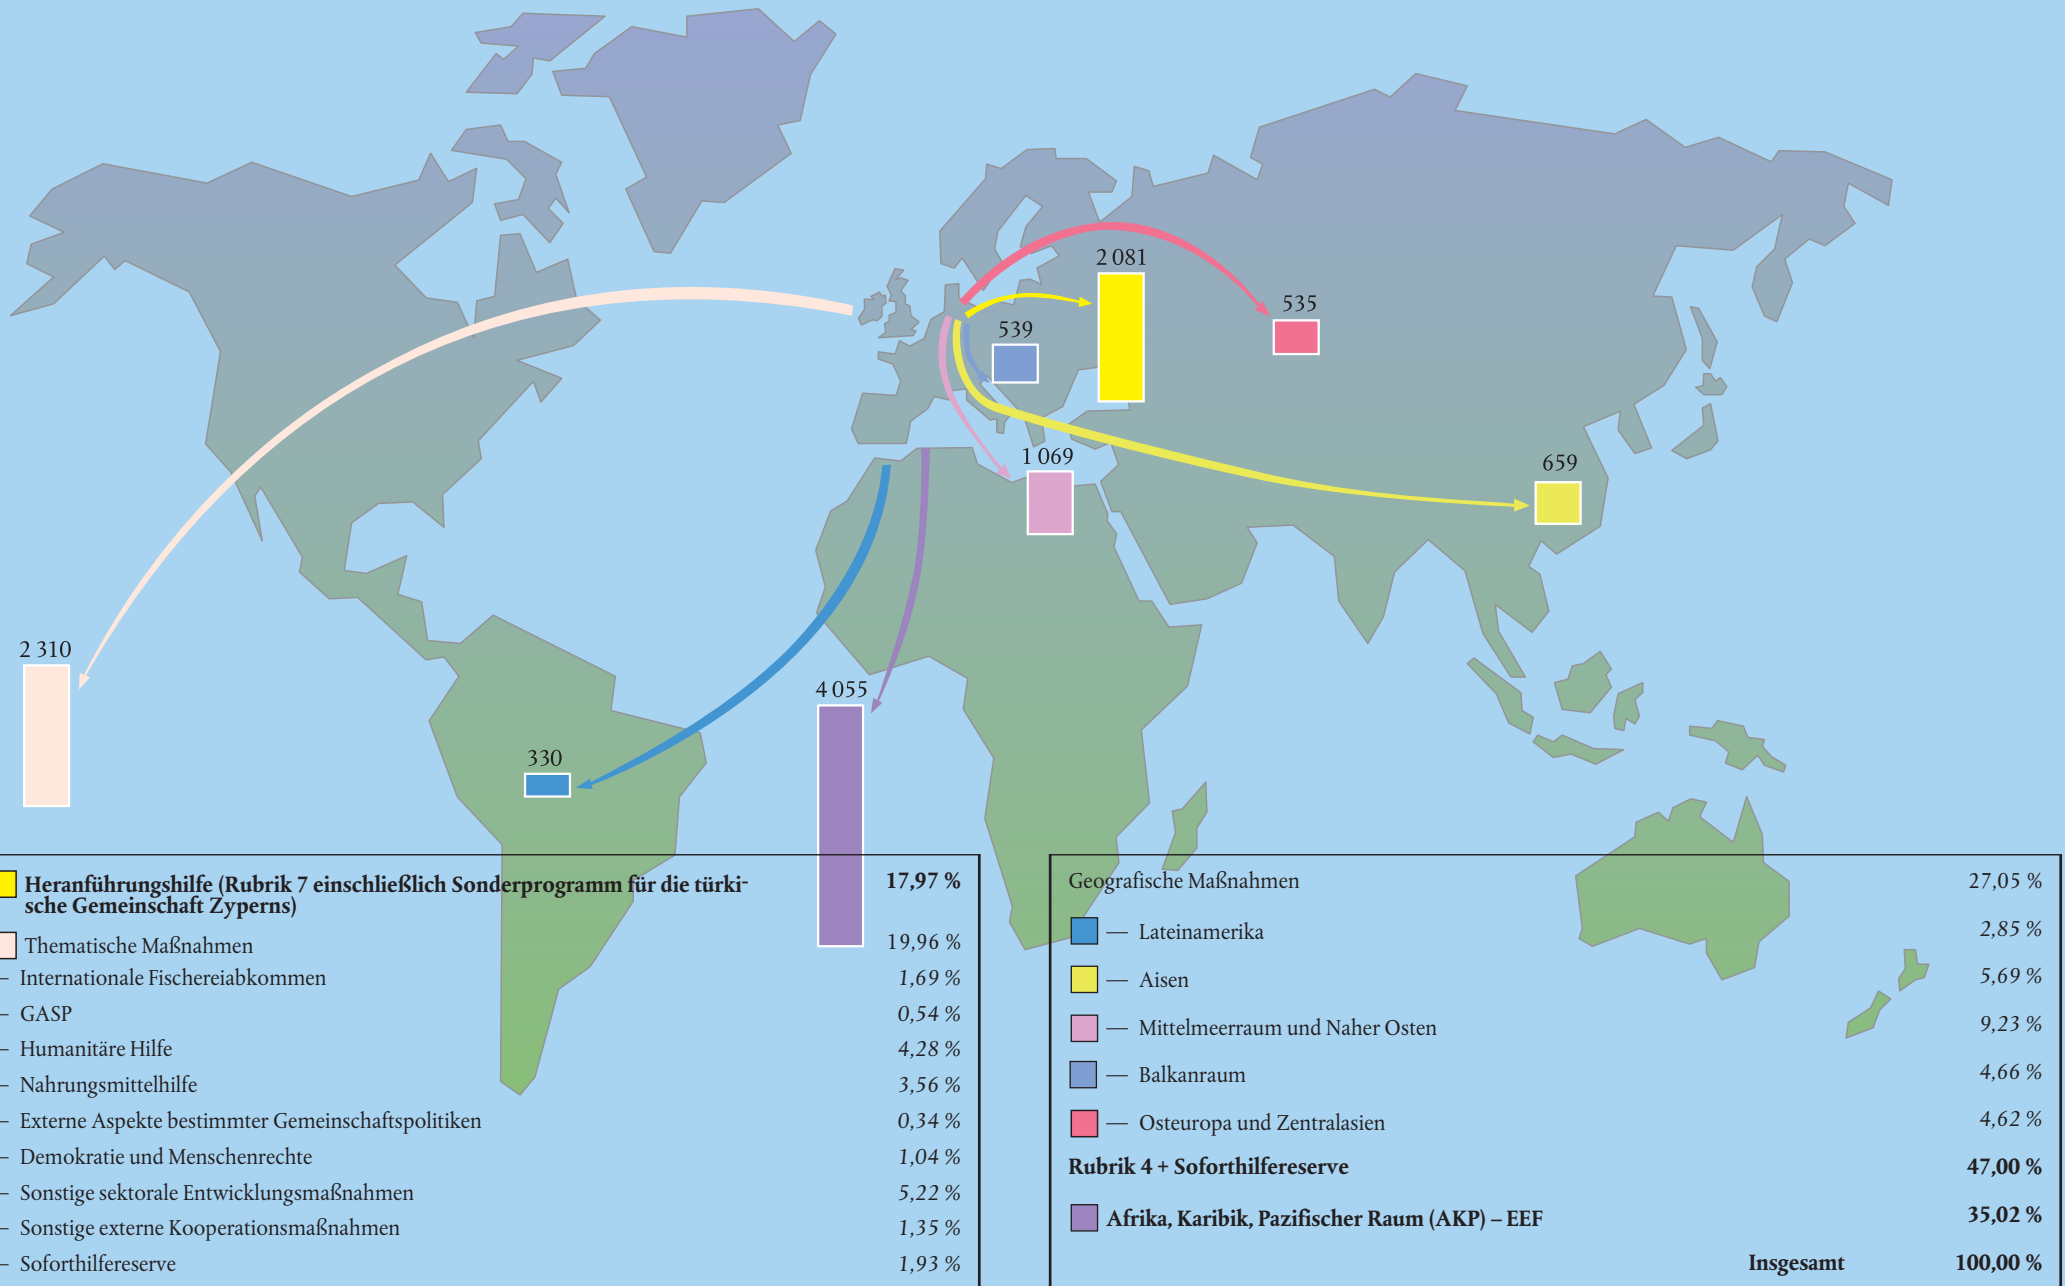 2 081
535
539
1 069
659
2 310
4 055
330
Heranführungshilfe (Rubrik 7 einschließlich Sonderprogramm für die türki- 17,97 %
sche Gemeinschaft Zyperns)
Thematische Maßnahmen 19,96 %
– Internationale Fischereiabkommen 1,69 %
– GASP 0,54 %
– Humanitäre Hilfe 4,28 %
– Nahrungsmittelhilfe 3,56 %
– Externe Aspekte bestimmter Gemeinschaftspolitiken 0,34 %
– Demokratie und Menschenrechte 1,04 %
– Sonstige sektorale Entwicklungsmaßnahmen 5,22 %
– Sonstige externe Kooperationsmaßnahmen 1,35 %
– Soforthilfereserve 1,93 %
Geografische Maßnahmen 27,05 %
— Lateinamerika 2,85 %
— Aisen 5,69 %
— Mittelmeerraum und Naher Osten 9,23 %
— Balkanraum 4,66 %
— Osteuropa und Zentralasien 4,62 %
Rubrik 4 + Soforthilfereserve 47,00 %
Afrika, Karibik, Pazifischer Raum (AKP) – EEF 35,02 %
Insgesamt 100,00 %